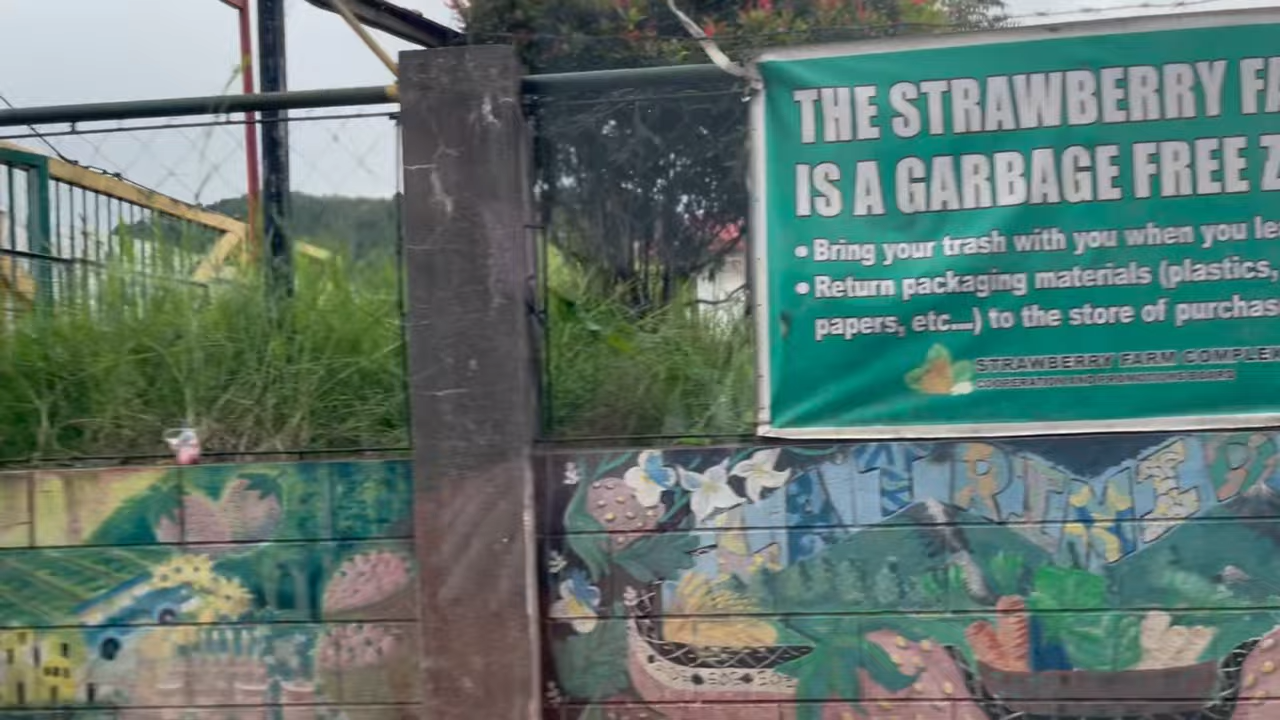 THE STRAWBERRY FA
IS A GARBAGE FREE Z
• Bring your trash with you when you le
• Return packaging materials (plastics,
papers, etc...) to the store of purchas
STRAWBERRY FARM COMPLEX
COOPERATION AND PROMOTIONS BOARD